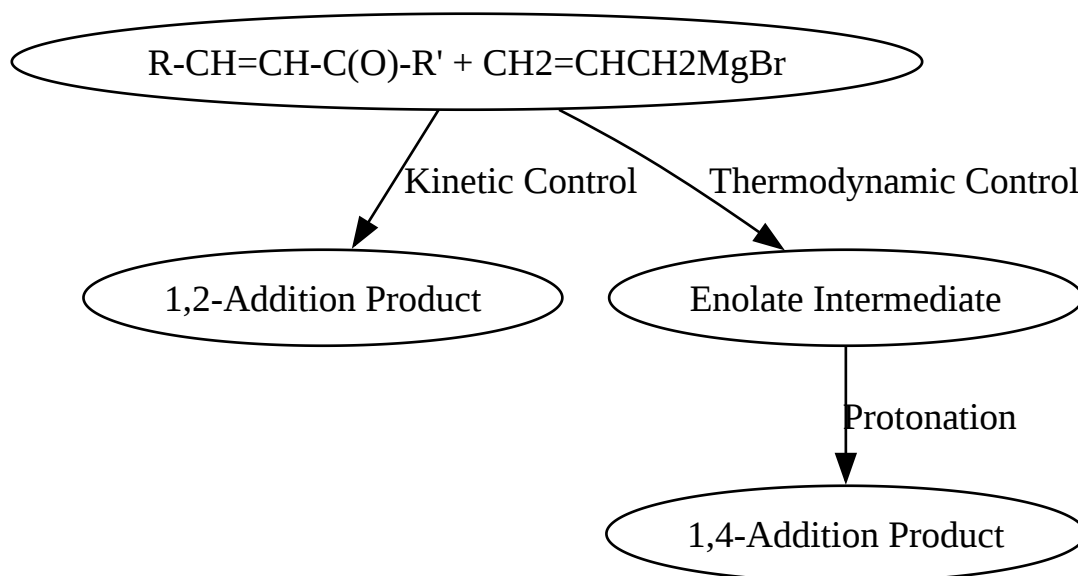 R-CH=CH-C(O)-R' + CH2=CHCH2MgBr
Kinetic Control
Thermodynamic Control
1,2-Addition Product
Enolate Intermediate
Protonation
1,4-Addition Product